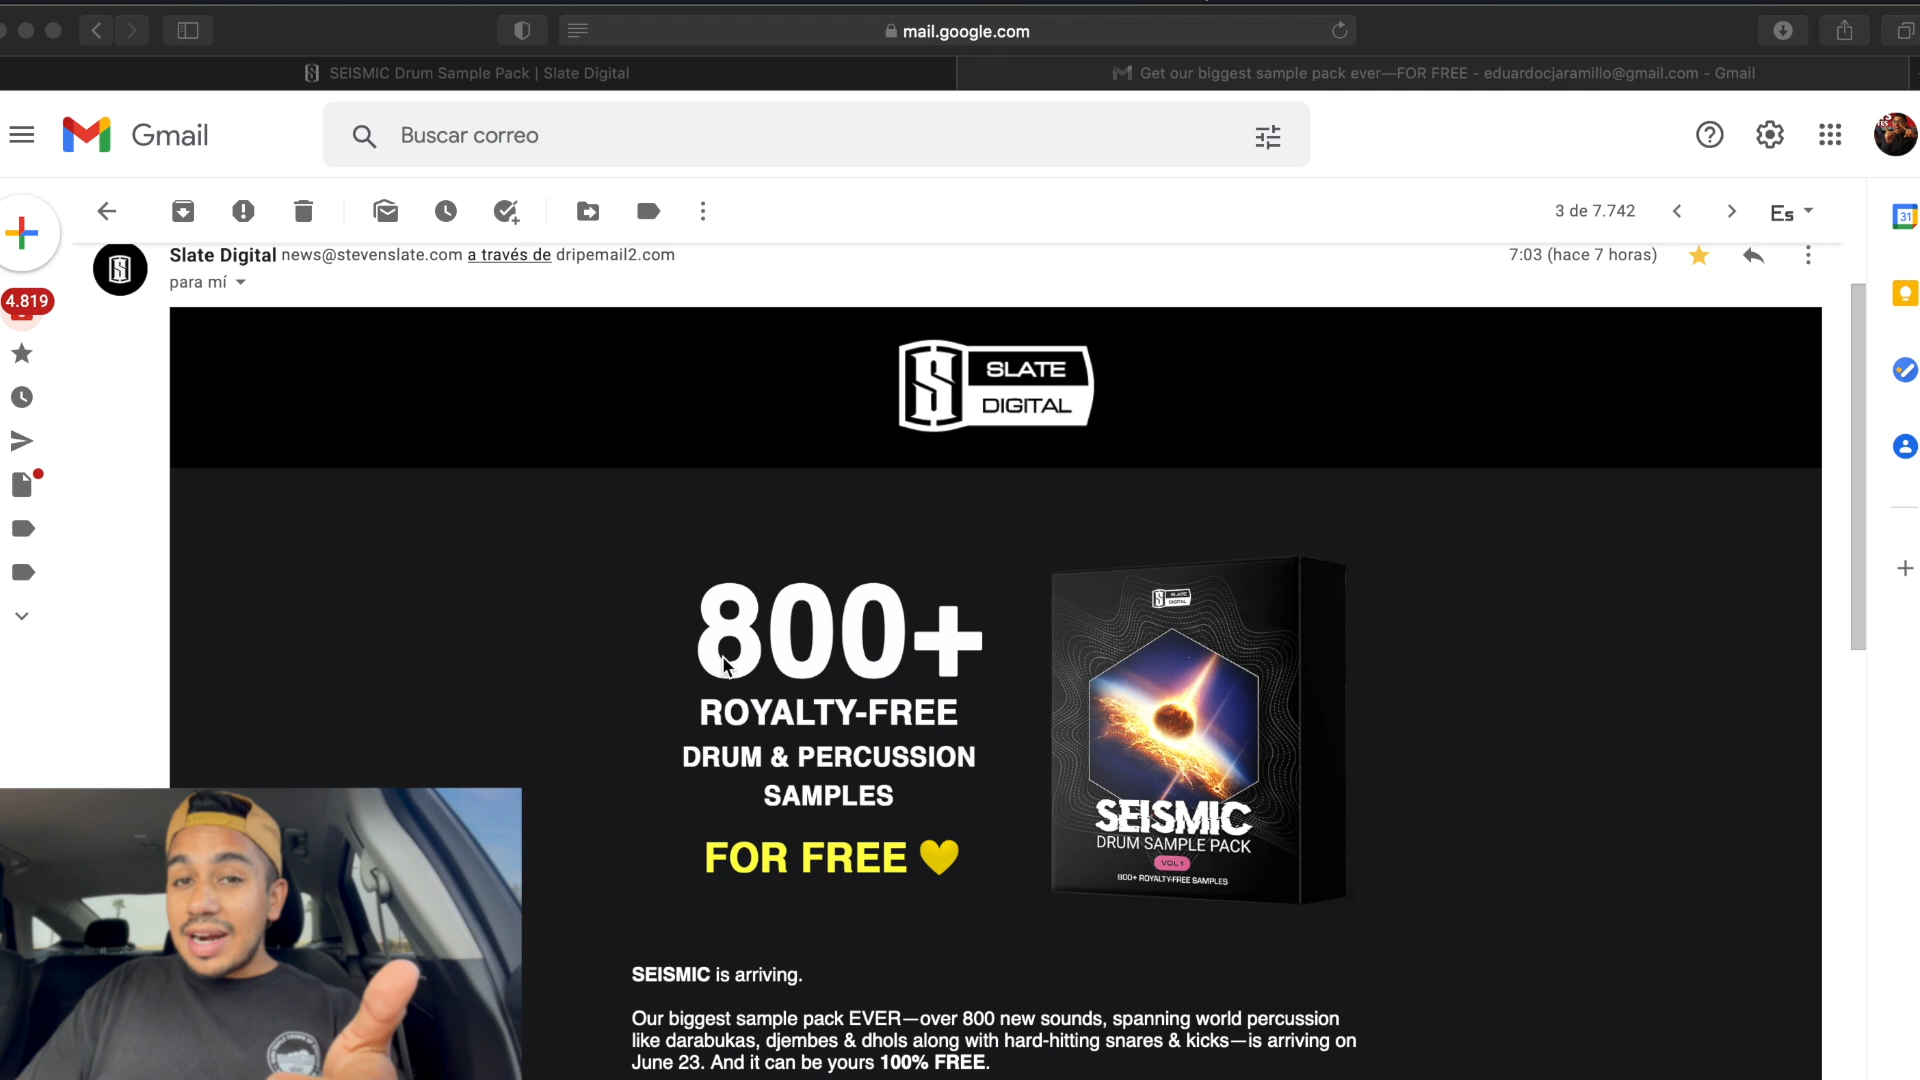 mail.google.com
SEISMIC Drum Sample Pack | Slate Digital
Get our biggest sample pack ever—FOR FREE - eduardocjaramillo@gmail.com - Gmail
Gmail
Buscar correo
3 de 7.742
Es
31
Slate Digital news@stevenslate.com a través de dripemail2.com
7:03 (hace 7 horas)
para mí
4.819
SLATE
DIGITAL
800+
ROYALTY-FREE
DRUM & PERCUSSION
SAMPLES
FOR FREE
SLATE
DIGITAL
SEISMIC
DRUM SAMPLE PACK
VOL 1
800+ ROYALTY-FREE SAMPLES
SEISMIC is arriving.
Our biggest sample pack EVER—over 800 new sounds, spanning world percussion
like darabukas, djembes & dhols along with hard-hitting snares & kicks—is arriving on
June 23. And it can be yours 100% FREE.